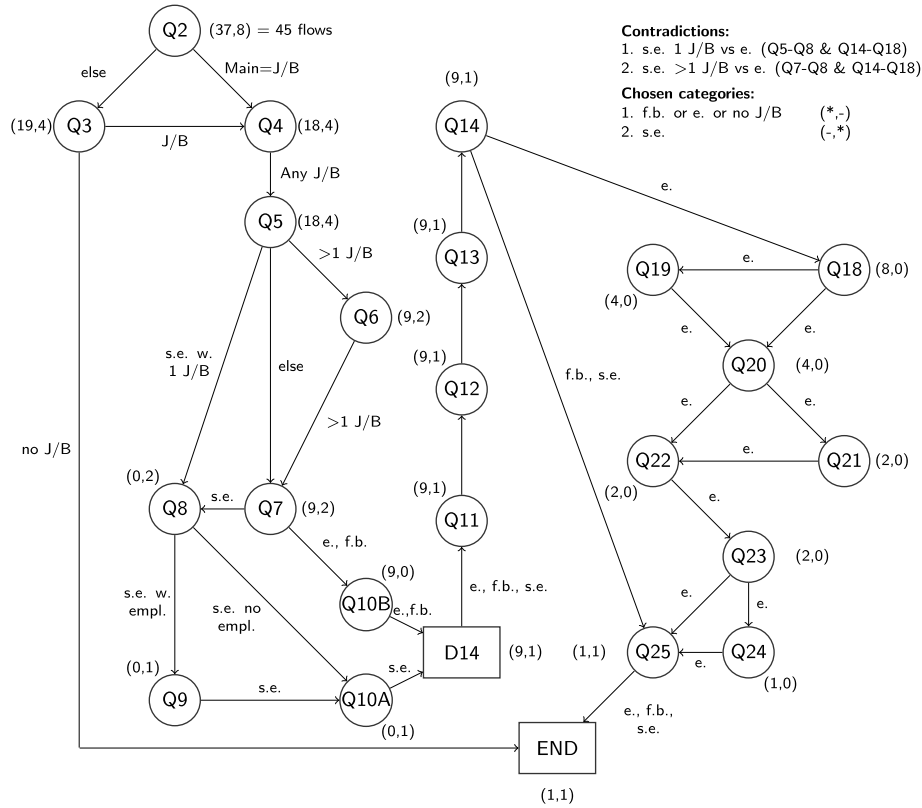 Q2
(37,8) = 45 flows
Contradictions:
1. s.e. 1 J/B vs e. (Q5-Q8 & Q14-Q18)
2. s.e. >1 J/B vs e. (Q7-Q8 & Q14-Q18)
Chosen categories:
1. f.b. or e. or no J/B (*,-)
2. s.e. (-,*)
else
Main=J/B
(9,1)
(19,4)
Q3
J/B
Q4
(18,4)
Q14
Any J/B
e.
Q5
(18,4)
>1 J/B
(9,1)
Q13
Q19
e.
Q18
(8,0)
(4,0)
Q6
(9,2)
e.
e.
s.e. w.
1 J/B
else
(9,1)
Q12
f.b., s.e.
Q20
(4,0)
e.
e.
>1 J/B
no J/B
Q22
e.
Q21
(2,0)
(2,0)
(0,2)
Q8
s.e.
Q7
(9,2)
(9,1)
Q11
e.
e., f.b.
Q23
(2,0)
(9,0)
Q10B
e.,f.b.
e., f.b., s.e.
s.e. w.
empl.
s.e. no
empl.
e.
e.
D14
(9,1)
(1,1)
Q25
e.
Q24
(1,0)
(0,1)
Q9
s.e.
Q10A
s.e.
(0,1)
e., f.b.,
s.e.
END
(1,1)